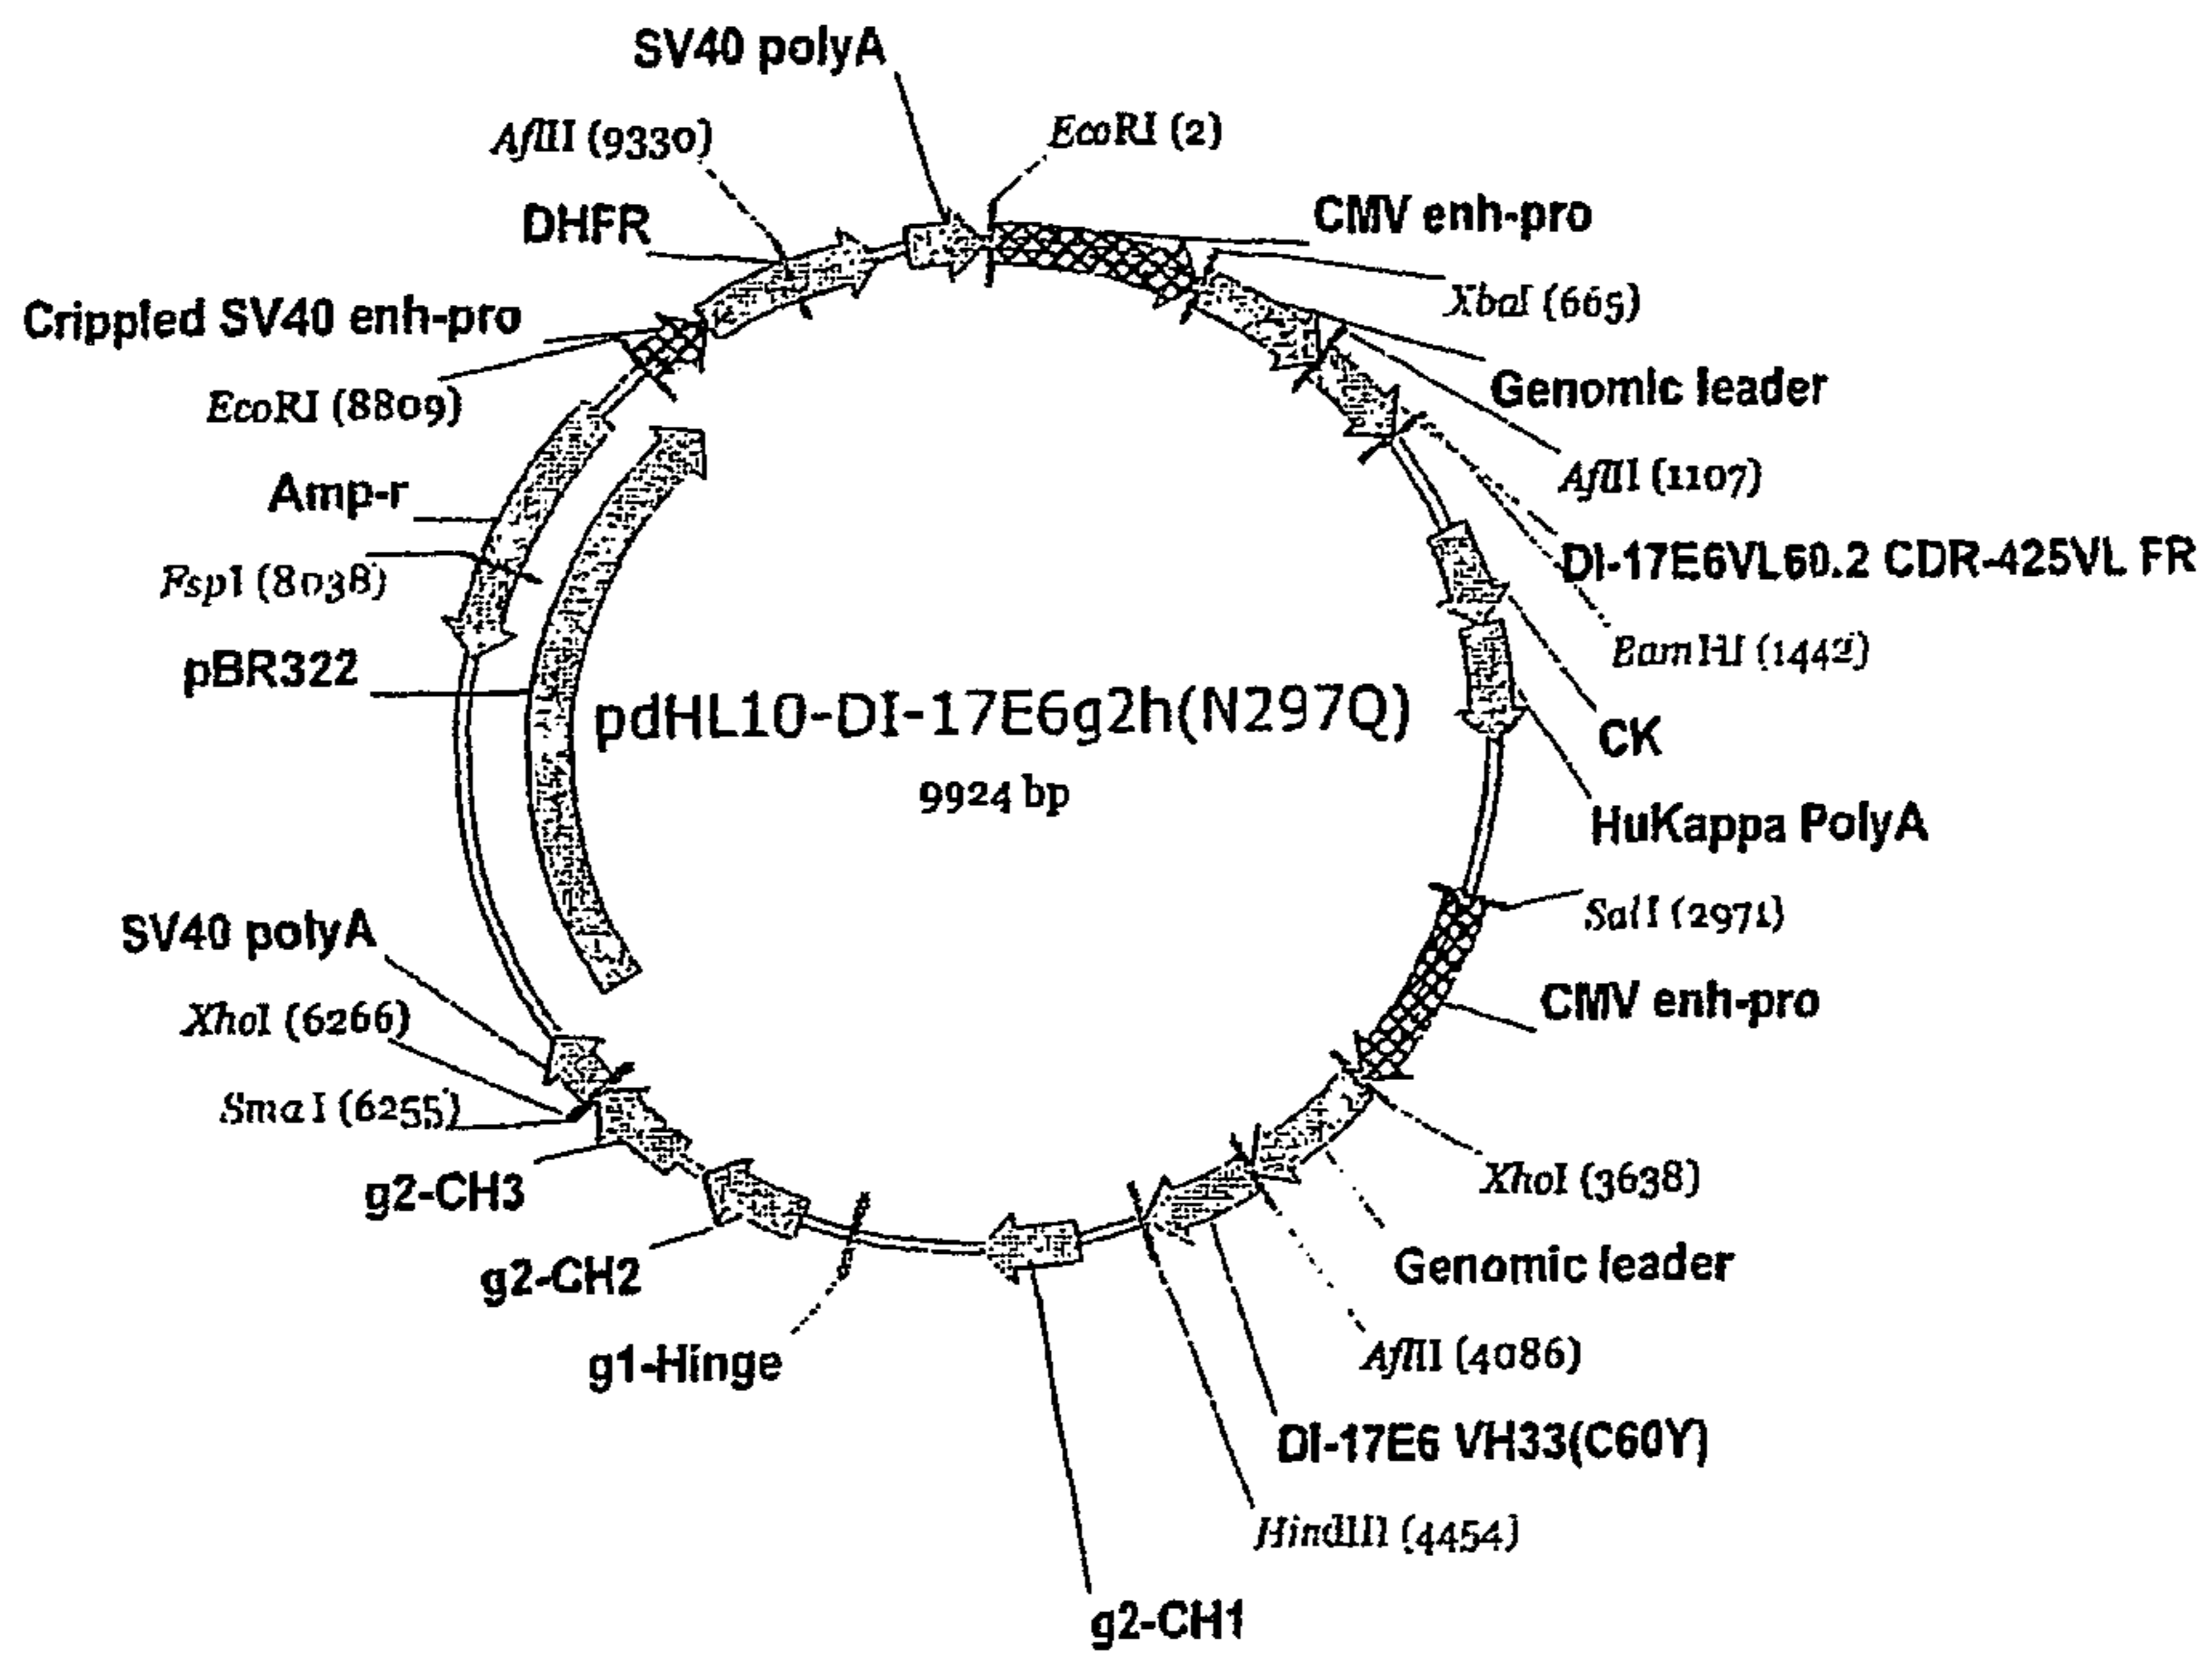 SV40 polyA
EcoRI (2)
AflII (9330)
CMV enh-pro
DHFR
XbaI (665)
Crippled SV40 enh-pro
Genomic leader
EcoRI (8809)
AflII (1107)
Amp-r
DI-17E6VL60.2 CDR-425VL FR
FspI (8038)
BamHI (1442)
pBR322
pdHL10-DI-17E6g2h(N297Q)
CK
9924 bp
HuKappa PolyA
SalI (2971)
SV40 polyA
CMV enh-pro
XhoI (6266)
SmaI (6255)
XhoI (3638)
g2-CH3
Genomic leader
g2-CH2
AflII (4086)
g1-Hinge
DI-17E6 VH33(C60Y)
HindIII (4454)
g2-CH1